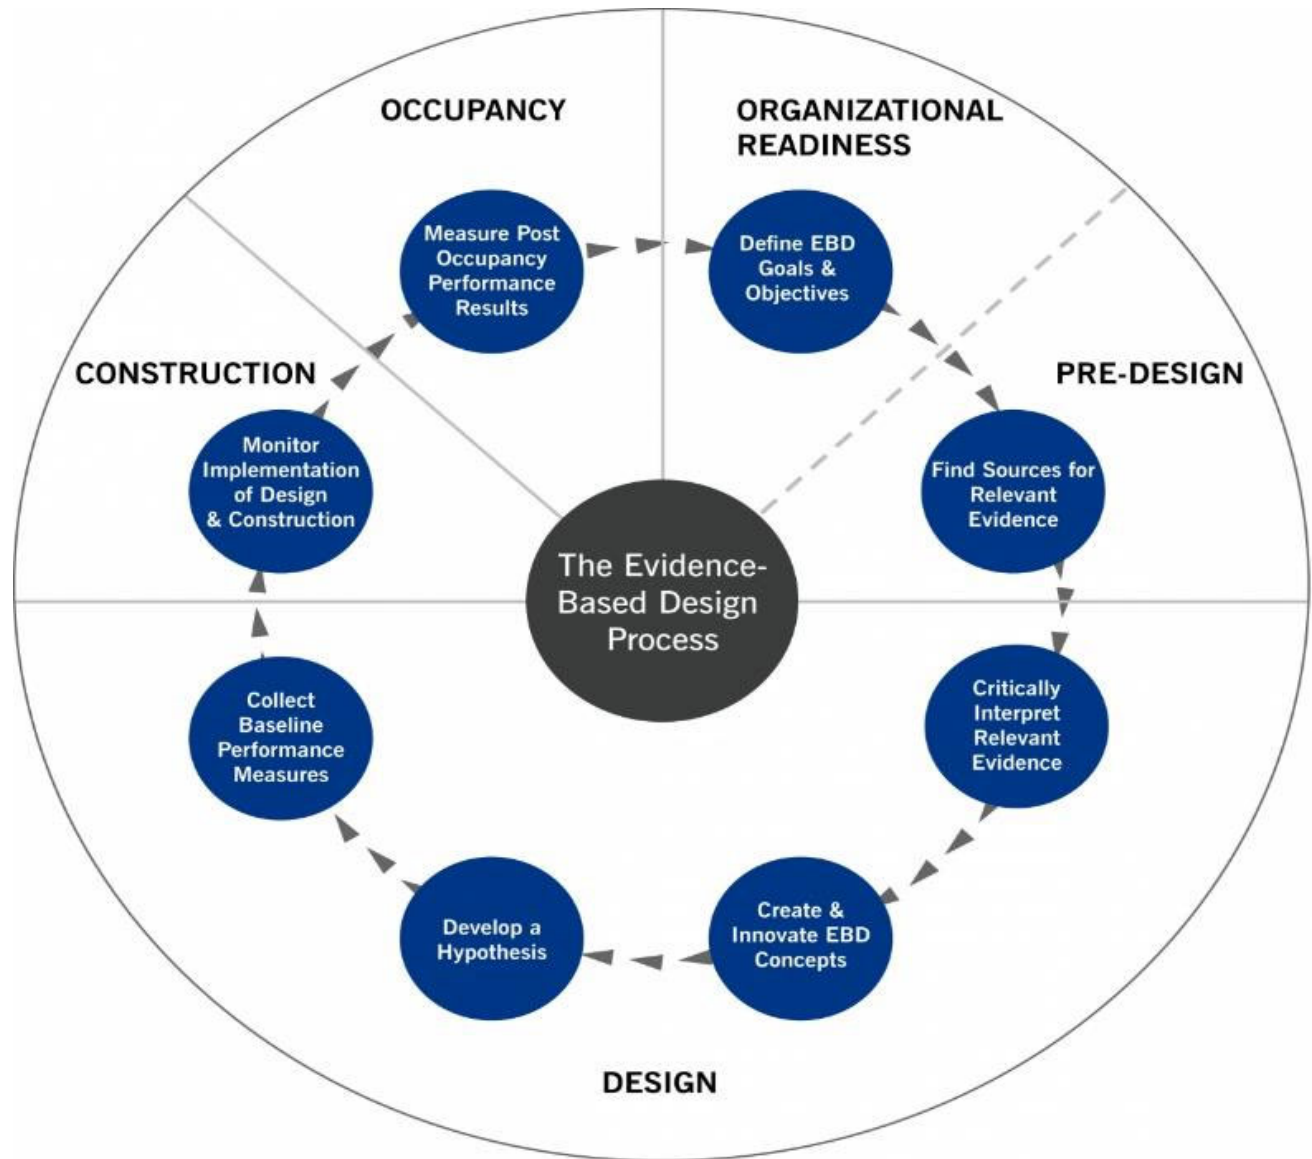 OCCUPANCY
ORGANIZATIONAL
READINESS
Measure Post
Occupancy
Performance
Results
Define EBD
Goals &
Objectives
CONSTRUCTION
PRE-DESIGN
Monitor
Implementation
of Design
& Construction
Find Sources for
Relevant
Evidence
The Evidence-
Based Design
Process
Collect
Baseline
Performance
Measures
Critically
Interpret
Relevant
Evidence
Develop a
Hypothesis
Create &
Innovate EBD
Concepts
DESIGN